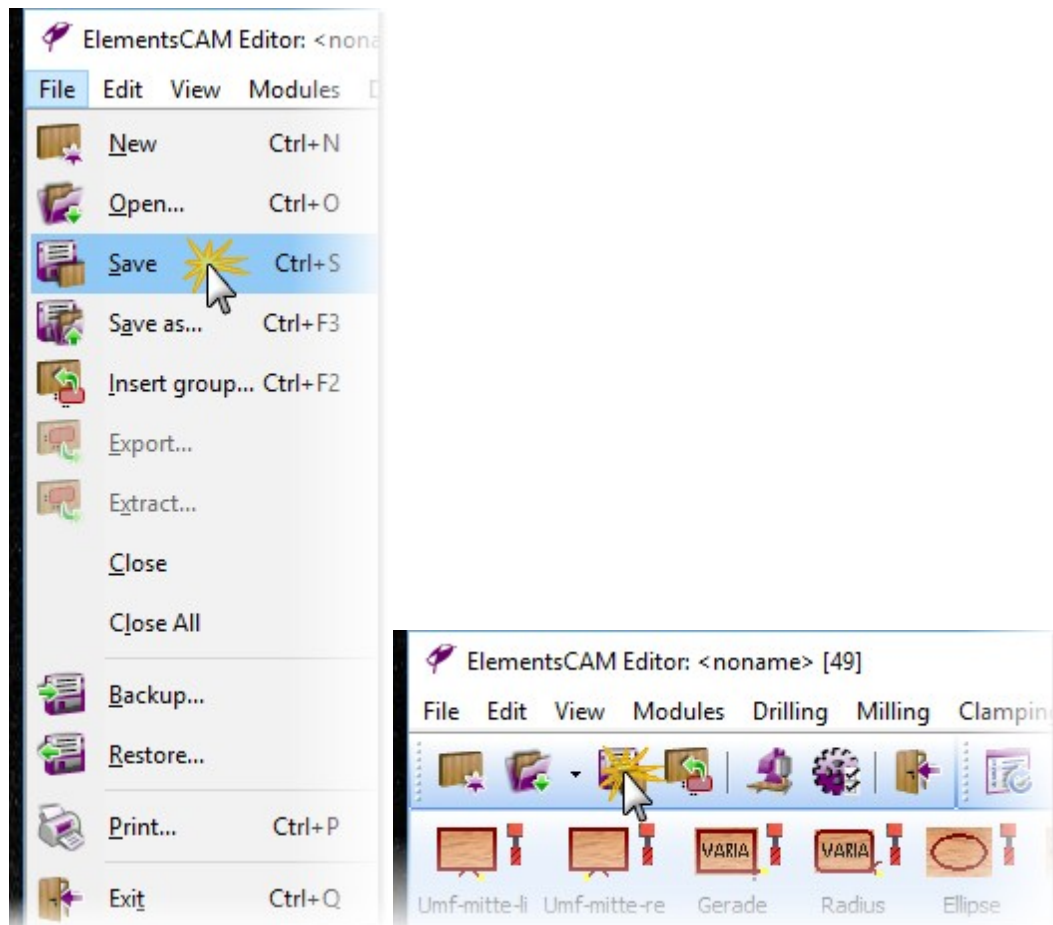 ElementsCAM Editor: <nona
File Edit View Modules
New Ctrl+N
Open... Ctrl+O
Save Ctrl+S
Save as... Ctrl+F3
Insert group... Ctrl+F2
Export...
Extract...
Close
Close All
Backup...
Restore...
Print... Ctrl+P
Exit Ctrl+Q
ElementsCAM Editor: <noname> [49]
File Edit View Modules Drilling Milling Clamping
VARIA VARIA
Umf-mitte-li Umf-mitte-re Gerade Radius Ellipse